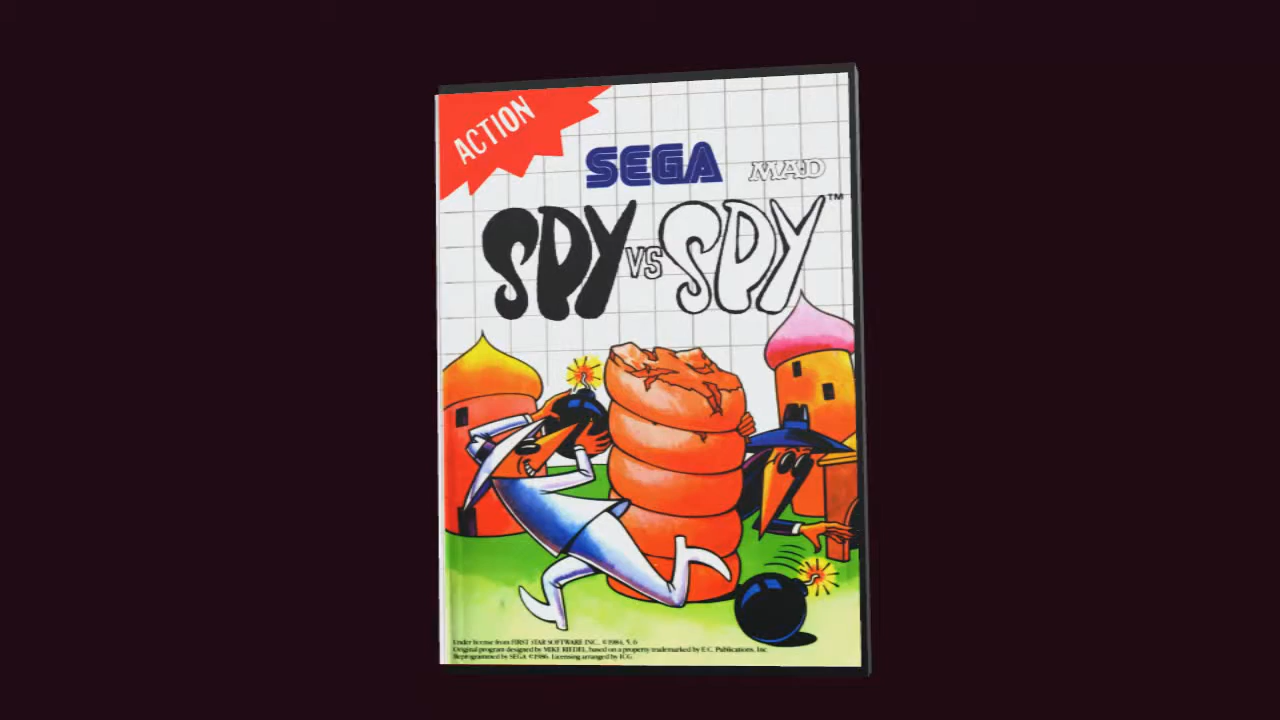 ACTION
SEGA MAD
SPY VS SPY™
Under license from FIRST STAR SOFTWARE INC., ©1984, 5, 6
Original program designed by MIKE RIEDEL, based on a property trademarked by E.C. Publications, Inc
Reprogrammed by SEGA ©1986. Licensing arranged by ICG.